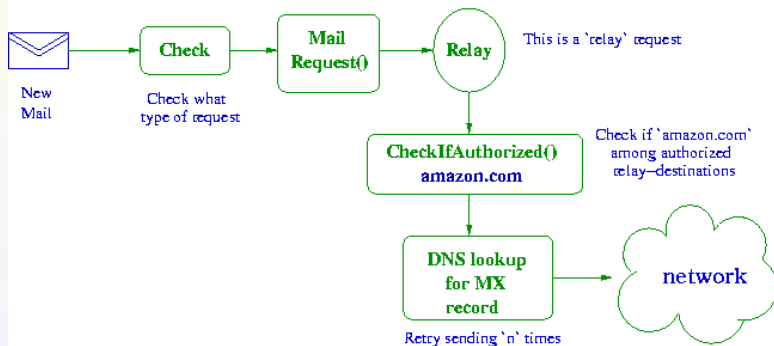 New
Mail
Check
Check what
type of request
Mail
Request()
Relay
This is a `relay` request
CheckIfAuthorized()
amazon.com
Check if `amazon.com`
among authorized
relay-destinations
DNS lookup
for MX
record
Retry sending `n` times
network